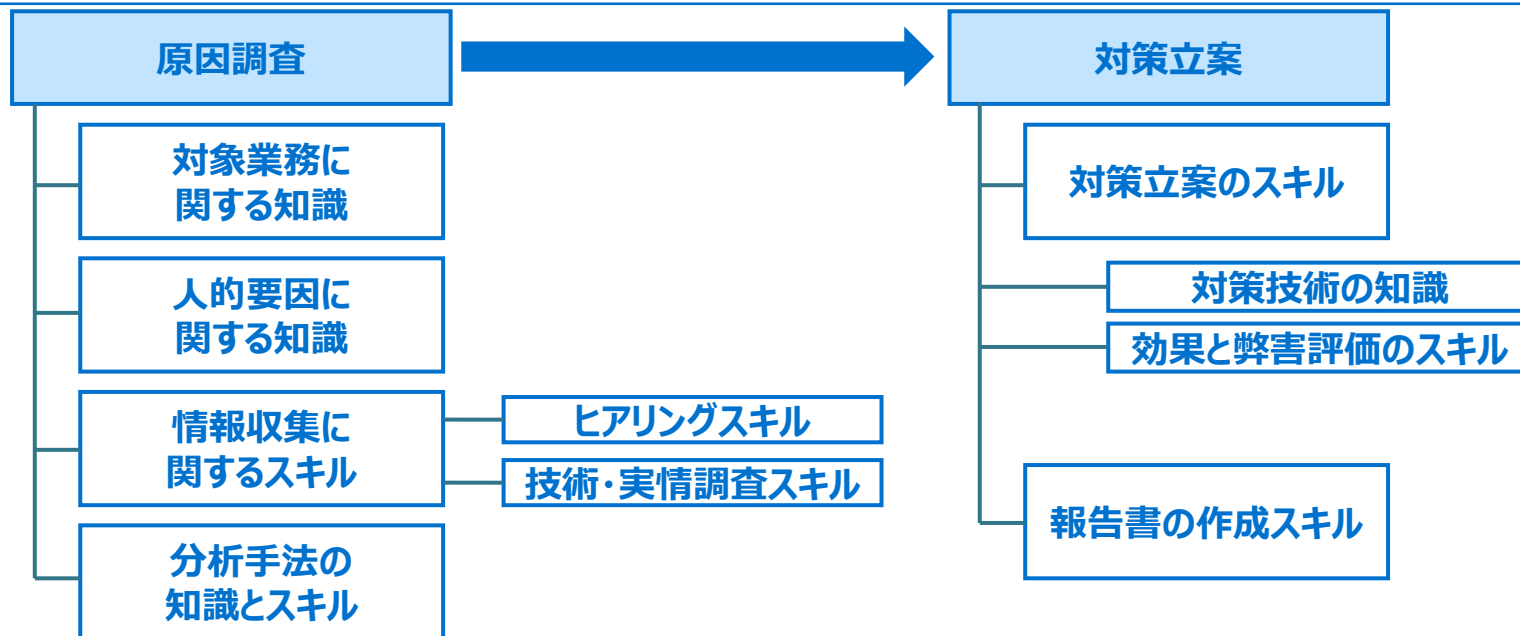 原因調査
対策立案
対象業務に
関する知識
人的要因に
関する知識
情報収集に
関するスキル
ヒアリングスキル
技術・実情調査スキル
分析手法の
知識とスキル
対策立案のスキル
対策技術の知識
効果と弊害評価のスキル
報告書の作成スキル